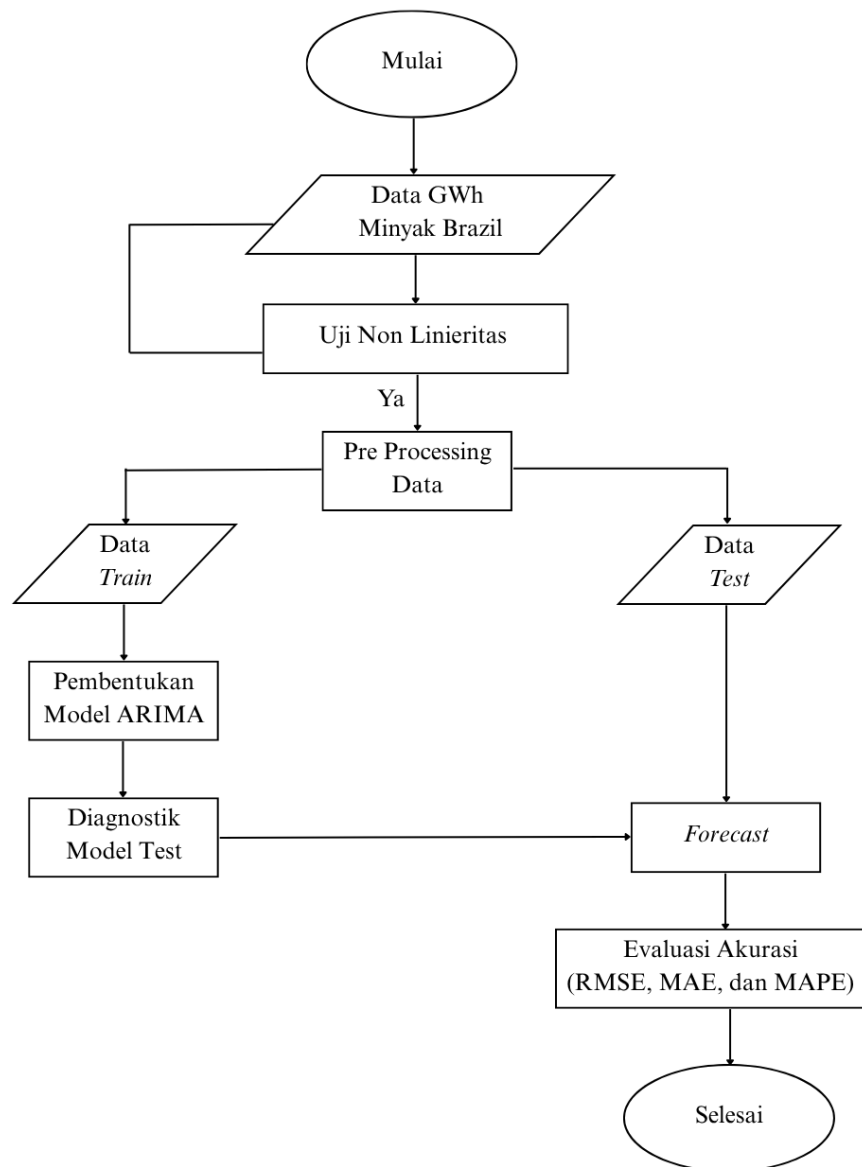 Mulai
Data GWh
Minyak Brazil
Uji Non Linieritas
Ya
Pre Processing
Data
Data
Train
Data
Test
Pembentukan
Model ARIMA
Diagnostik
Model Test
Forecast
Evaluasi Akurasi
(RMSE, MAE, dan MAPE)
Selesai